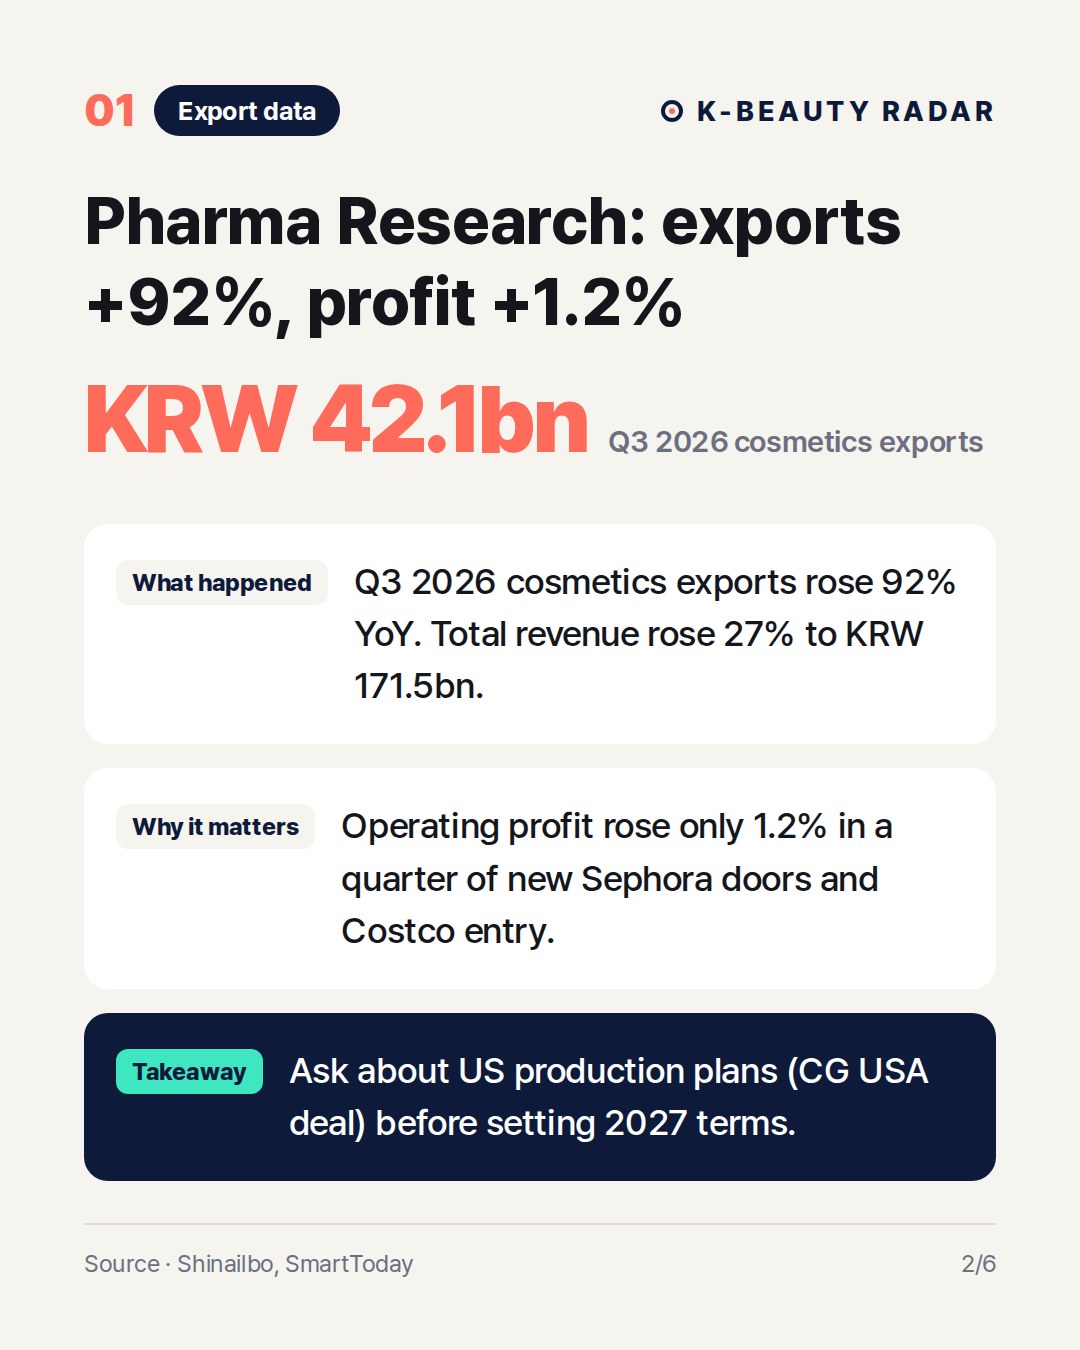 01 Export data
K-BEAUTY RADAR
Pharma Research: exports
+92%, profit +1.2%
KRW 42.1bn Q3 2026 cosmetics exports
What happened
Q3 2026 cosmetics exports rose 92%
YoY. Total revenue rose 27% to KRW
171.5bn.
Why it matters
Operating profit rose only 1.2% in a
quarter of new Sephora doors and
Costco entry.
Takeaway
Ask about US production plans (CG USA
deal) before setting 2027 terms.
Source · Shinailbo, SmartToday
2/6